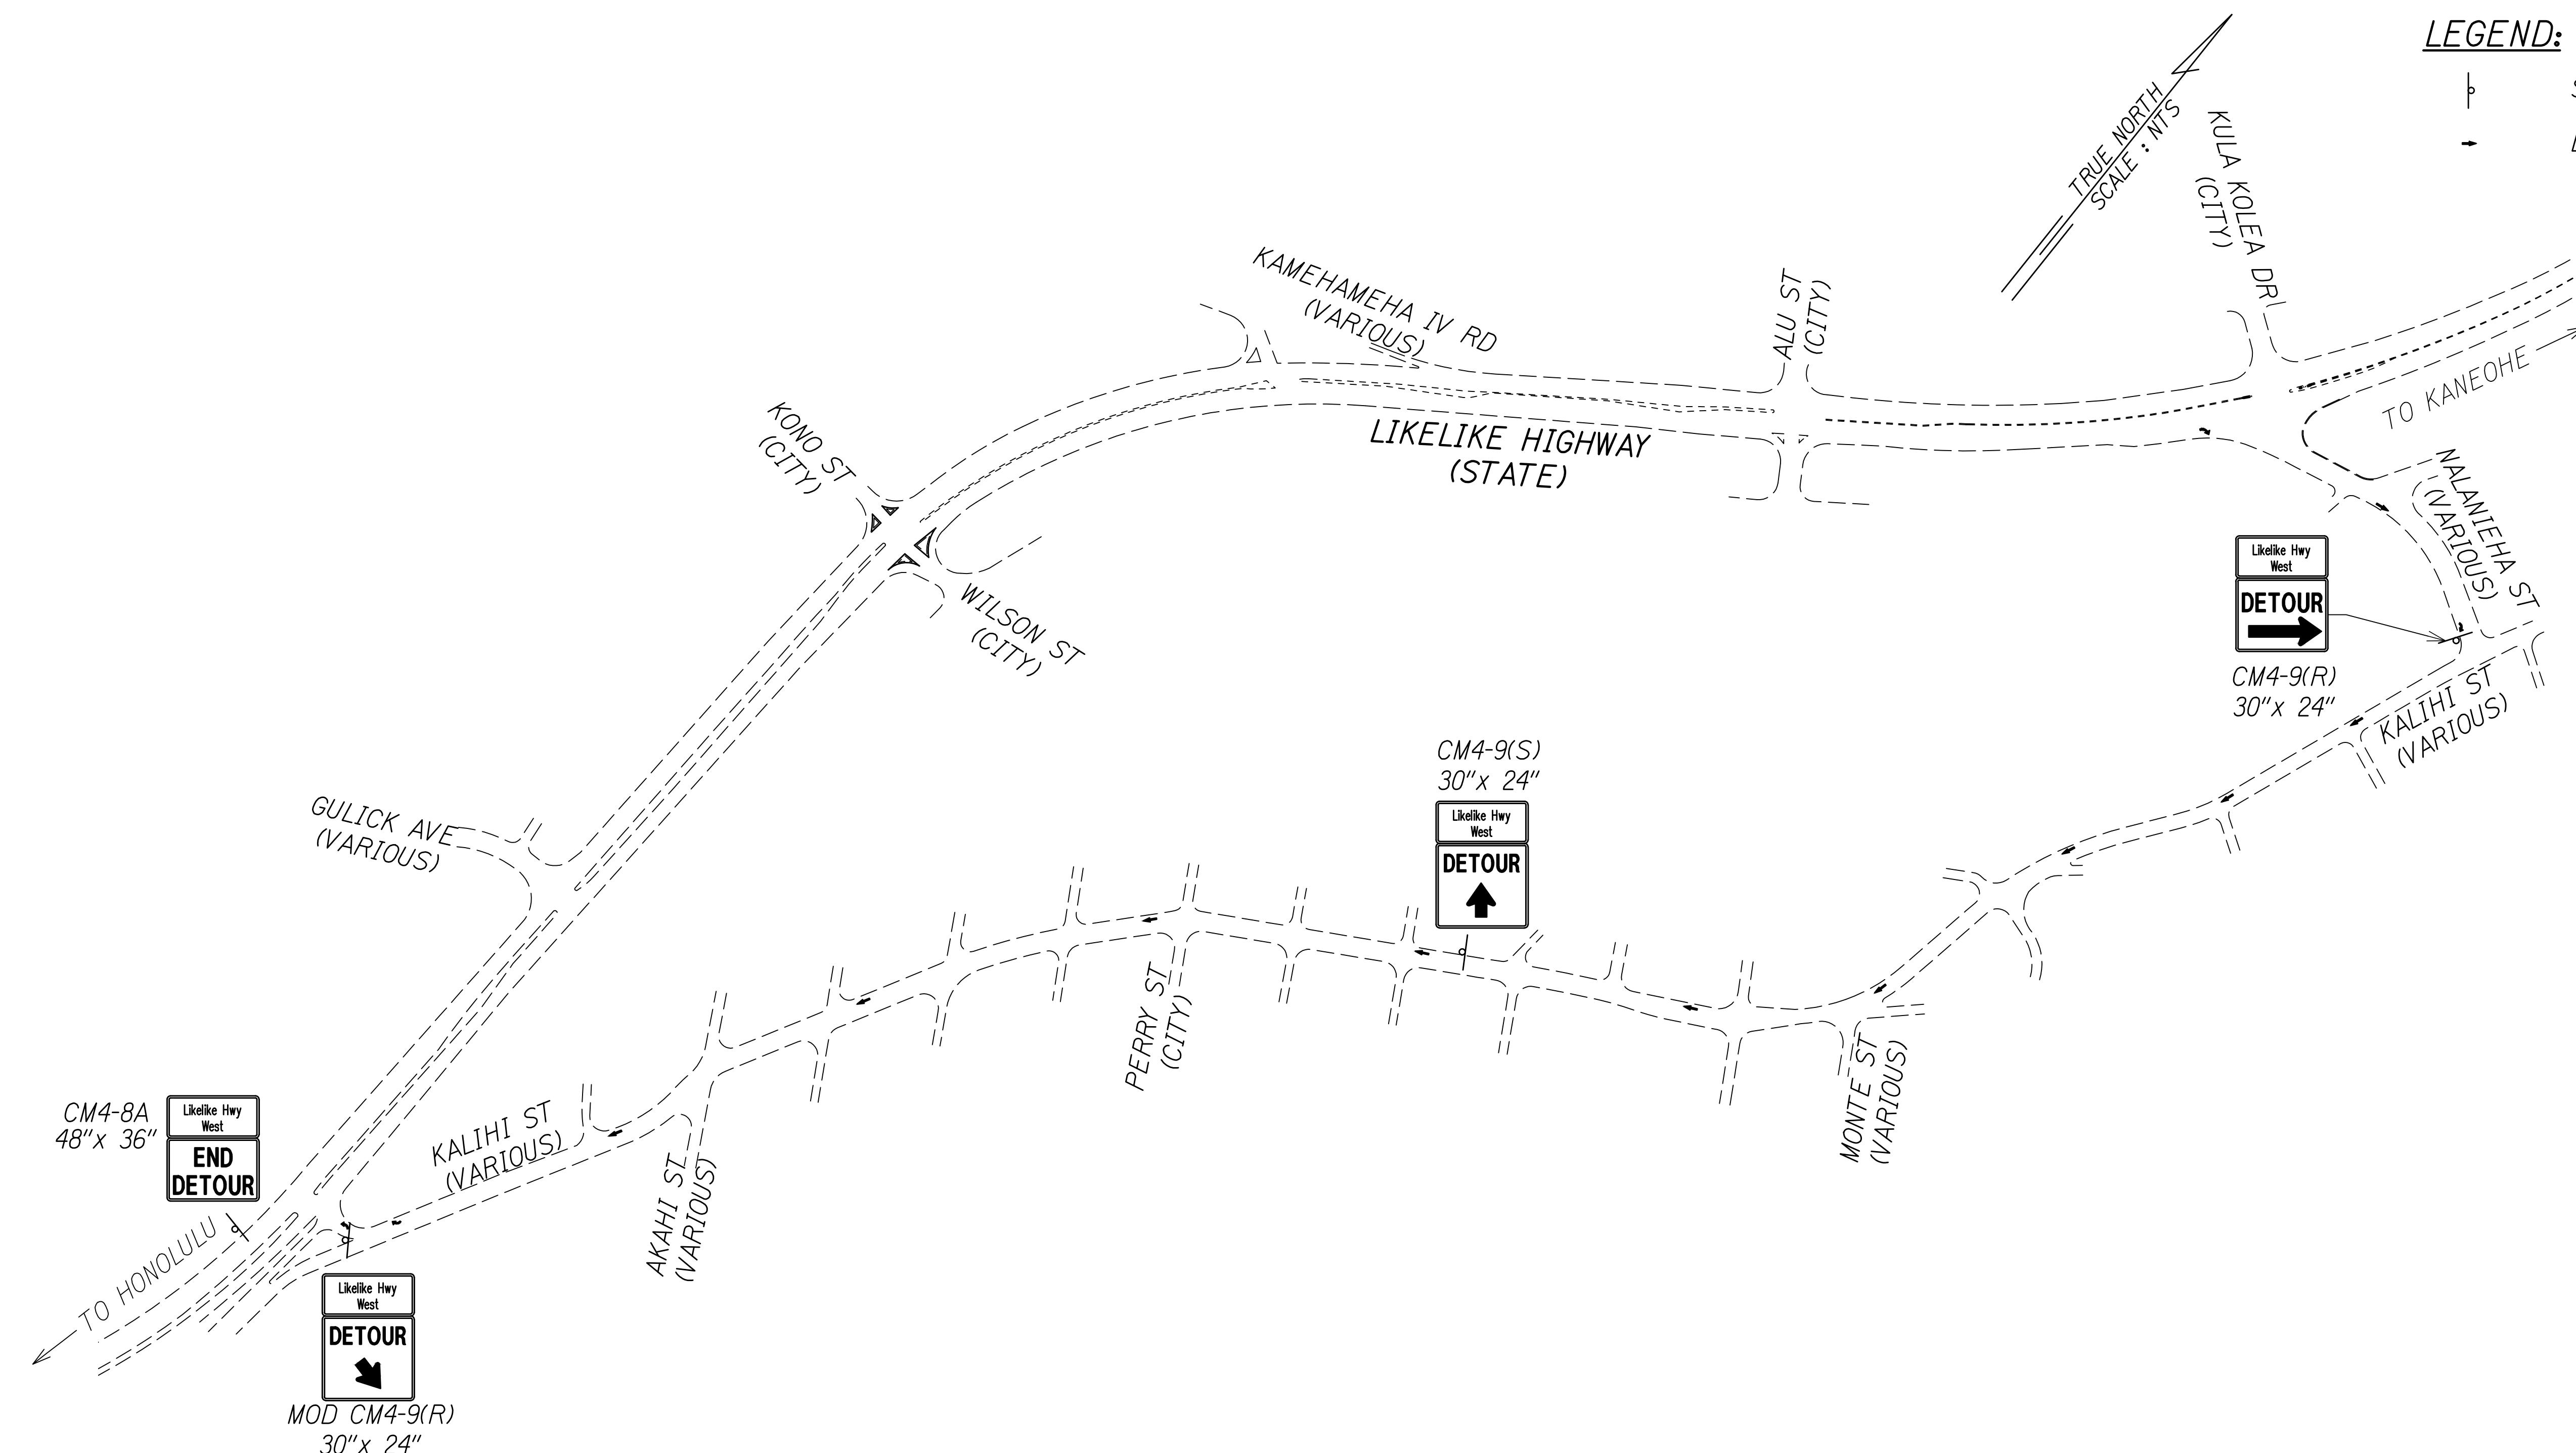 LEGEND:
TRUE NORTH
SCALE : NTS
KULA KOLEA DR
(CITY)
KAMEHAMEHA IV RD
(VARIOUS)
ALU ST
(CITY)
TO KANEOHE
KONO ST
(CITY)
LIKELIKE HIGHWAY
(STATE)
NALANIEHA ST
(VARIOUS)
WILSON ST
(CITY)
Likelike Hwy
West
DETOUR
CM4-9(R)
30"x 24"
KALIHI ST
(VARIOUS)
CM4-9(S)
30"x 24"
Likelike Hwy
West
DETOUR
GULICK AVE
(VARIOUS)
PERRY ST
(CITY)
MONTE ST
(VARIOUS)
CM4-8A
48"x 36"
Likelike Hwy
West
END
DETOUR
KALIHI ST
(VARIOUS)
AKAHI ST
(VARIOUS)
TO HONOLULU
Likelike Hwy
West
DETOUR
MOD CM4-9(R)
30"x 24"